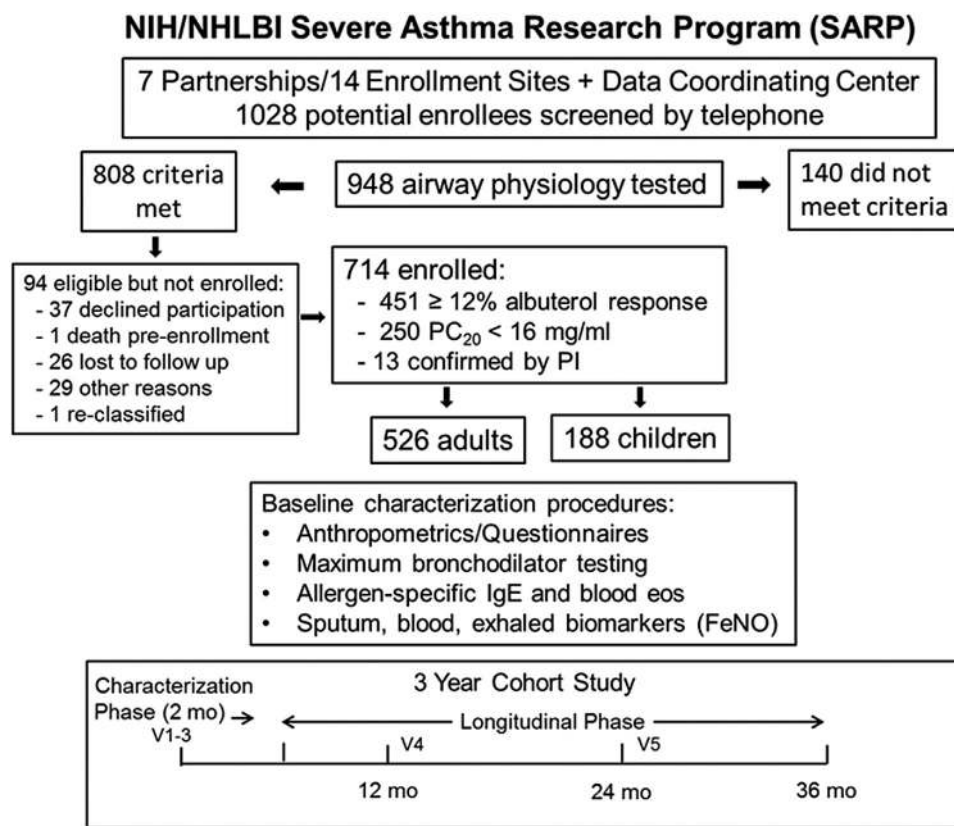 NIH/NHLBI Severe Asthma Research Program (SARP)
7 Partnerships/14 Enrollment Sites + Data Coordinating Center
1028 potential enrollees screened by telephone
808 criteria
met
948 airway physiology tested
140 did not
meet criteria
94 eligible but not enrolled:
- 37 declined participation
- 1 death pre-enrollment
- 26 lost to follow up
- 29 other reasons
- 1 re-classified
714 enrolled:
- 451 ≥ 12% albuterol response
- 250 PC20 < 16 mg/ml
- 13 confirmed by PI
526 adults
188 children
Baseline characterization procedures:
• Anthropometrics/Questionnaires
• Maximum bronchodilator testing
• Allergen-specific IgE and blood eos
• Sputum, blood, exhaled biomarkers (FeNO)
3 Year Cohort Study
Characterization
Phase (2 mo)
Longitudinal Phase
V1-3
V4
V5
12 mo
24 mo
36 mo